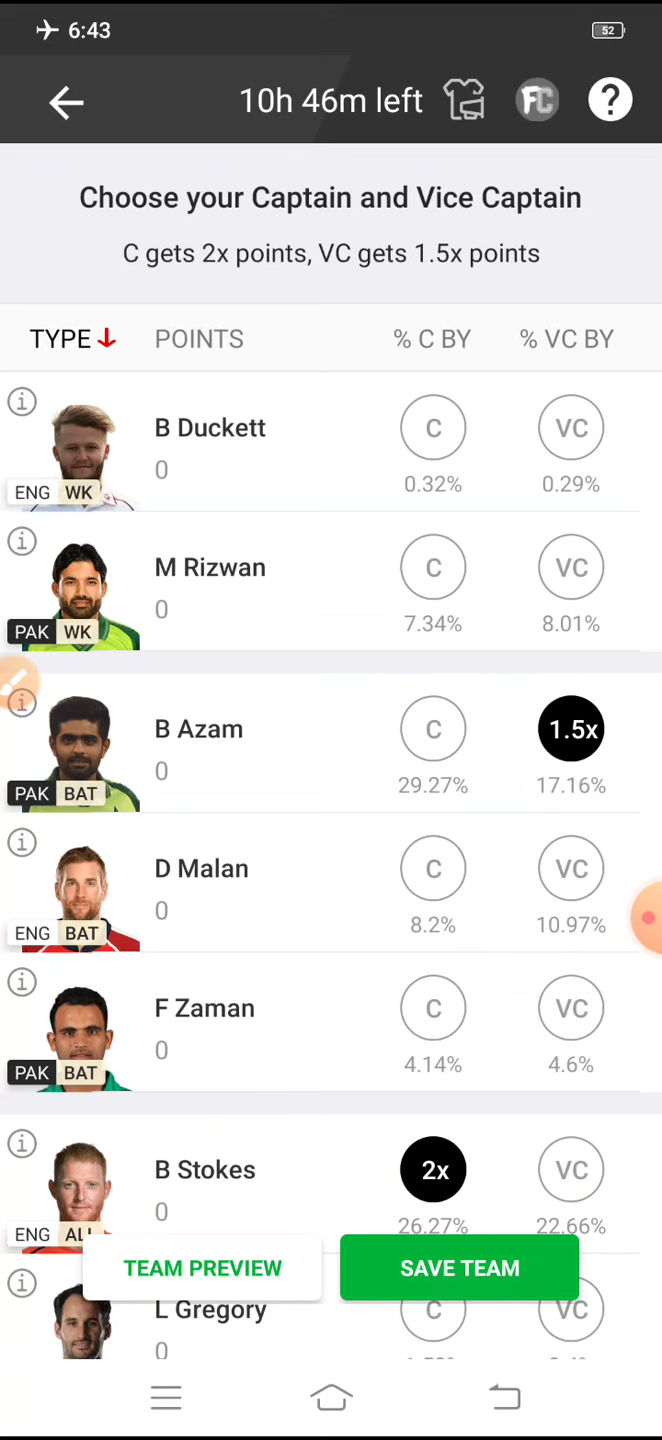 6:43
52
10h 46m left
FC
?
Choose your Captain and Vice Captain
C gets 2x points, VC gets 1.5x points
TYPE POINTS % C BY % VC BY
B Duckett
0
C
VC
0.32%
0.29%
ENG WK
M Rizwan
0
C
VC
7.34%
8.01%
PAK WK
B Azam
0
C
1.5x
29.27%
17.16%
PAK BAT
D Malan
0
C
VC
8.2%
10.97%
ENG BAT
F Zaman
0
C
VC
4.14%
4.6%
PAK BAT
B Stokes
0
2x
VC
26.27%
22.66%
ENG ALL
TEAM PREVIEW
SAVE TEAM
L Gregory
0
C
VC